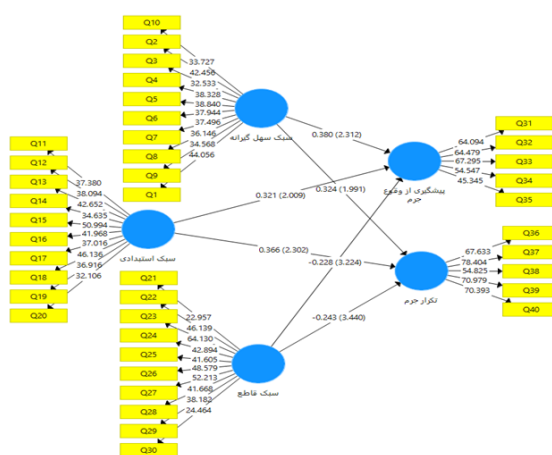 Q10
Q2
Q3
Q4
Q5
Q6
Q7
Q8
Q9
Q1
33.727
42.456
32.533
38.328
38.840
37.944
37.496
36.146
34.568
44.056
سبک سهل گیرانه
Q11
Q12
Q13
Q14
Q15
Q16
Q17
Q18
Q19
Q20
37.380
38.094
42.652
34.635
50.994
41.968
37.016
46.136
36.916
32.106
سبک استبدادی
Q21
Q22
Q23
Q24
Q25
Q26
Q27
Q28
Q29
Q30
22.957
46.139
64.130
42.894
41.605
48.579
52.213
41.668
38.182
24.464
سبک قاطع
0.380 (2.312)
0.324 (1.991)
0.321 (2.009)
0.366 (2.302)
-0.228 (3.224)
-0.243 (3.440)
پیشگیری از وقوع
جرم
64.094
64.479
67.295
54.547
45.345
Q31
Q32
Q33
Q34
Q35
تکرار جرم
67.633
78.404
54.825
70.979
70.393
Q36
Q37
Q38
Q39
Q40